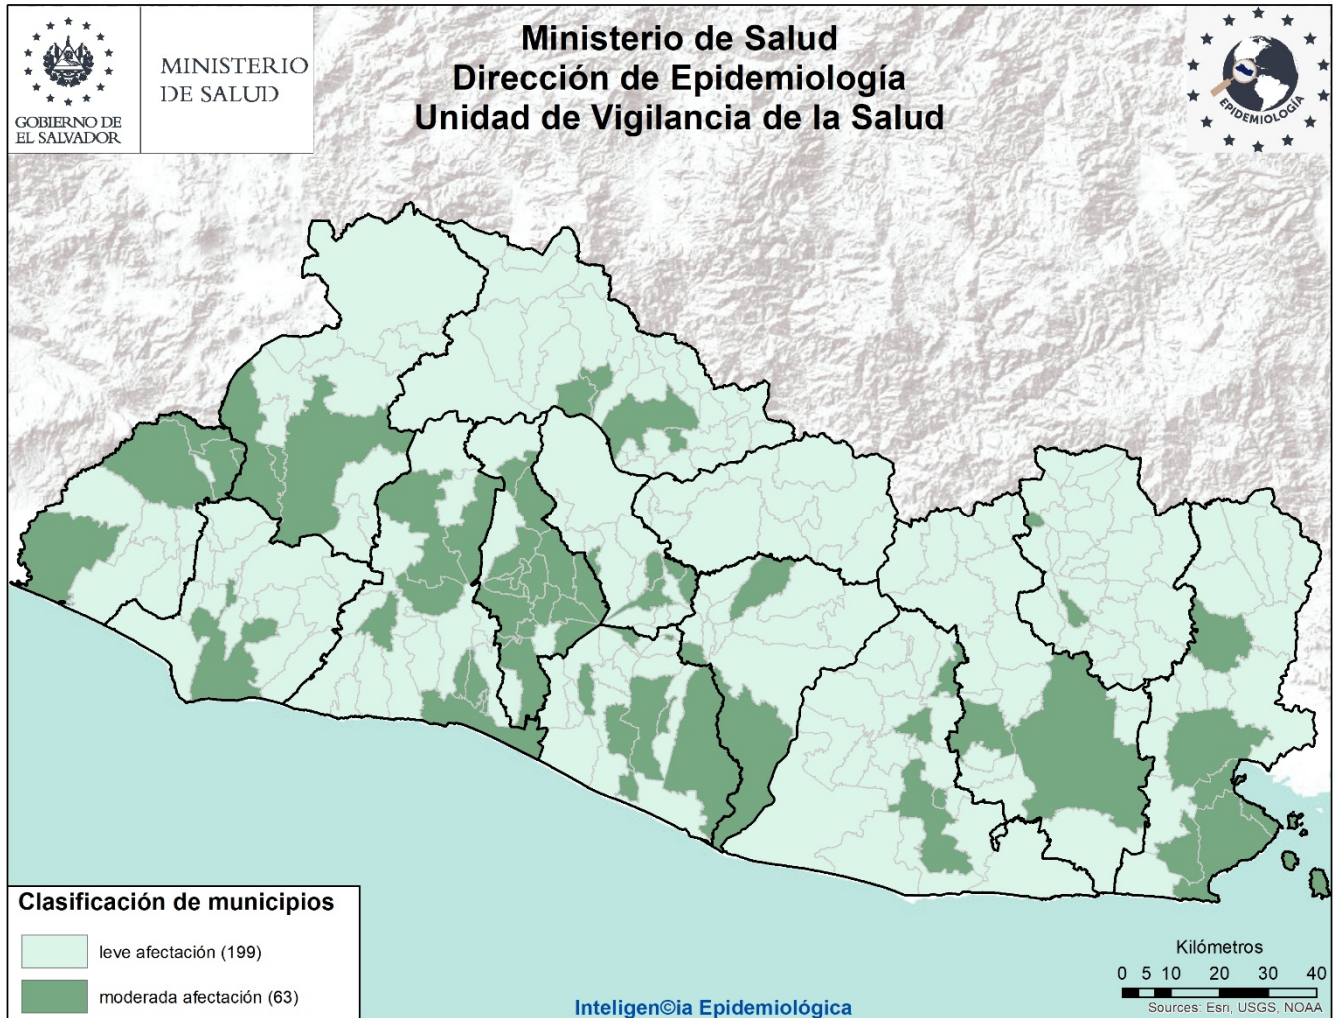 GOBIERNO DE
EL SALVADOR
MINISTERIO
DE SALUD
Ministerio de Salud
Dirección de Epidemiología
Unidad de Vigilancia de la Salud
EPIDEMIOLOGÍA
Clasificación de municipios
leve afectación (199)
moderada afectación (63)
Inteligen©ia Epidemiológica
Kilómetros
0 5 10 20 30 40
Sources: Esri, USGS, NOAA